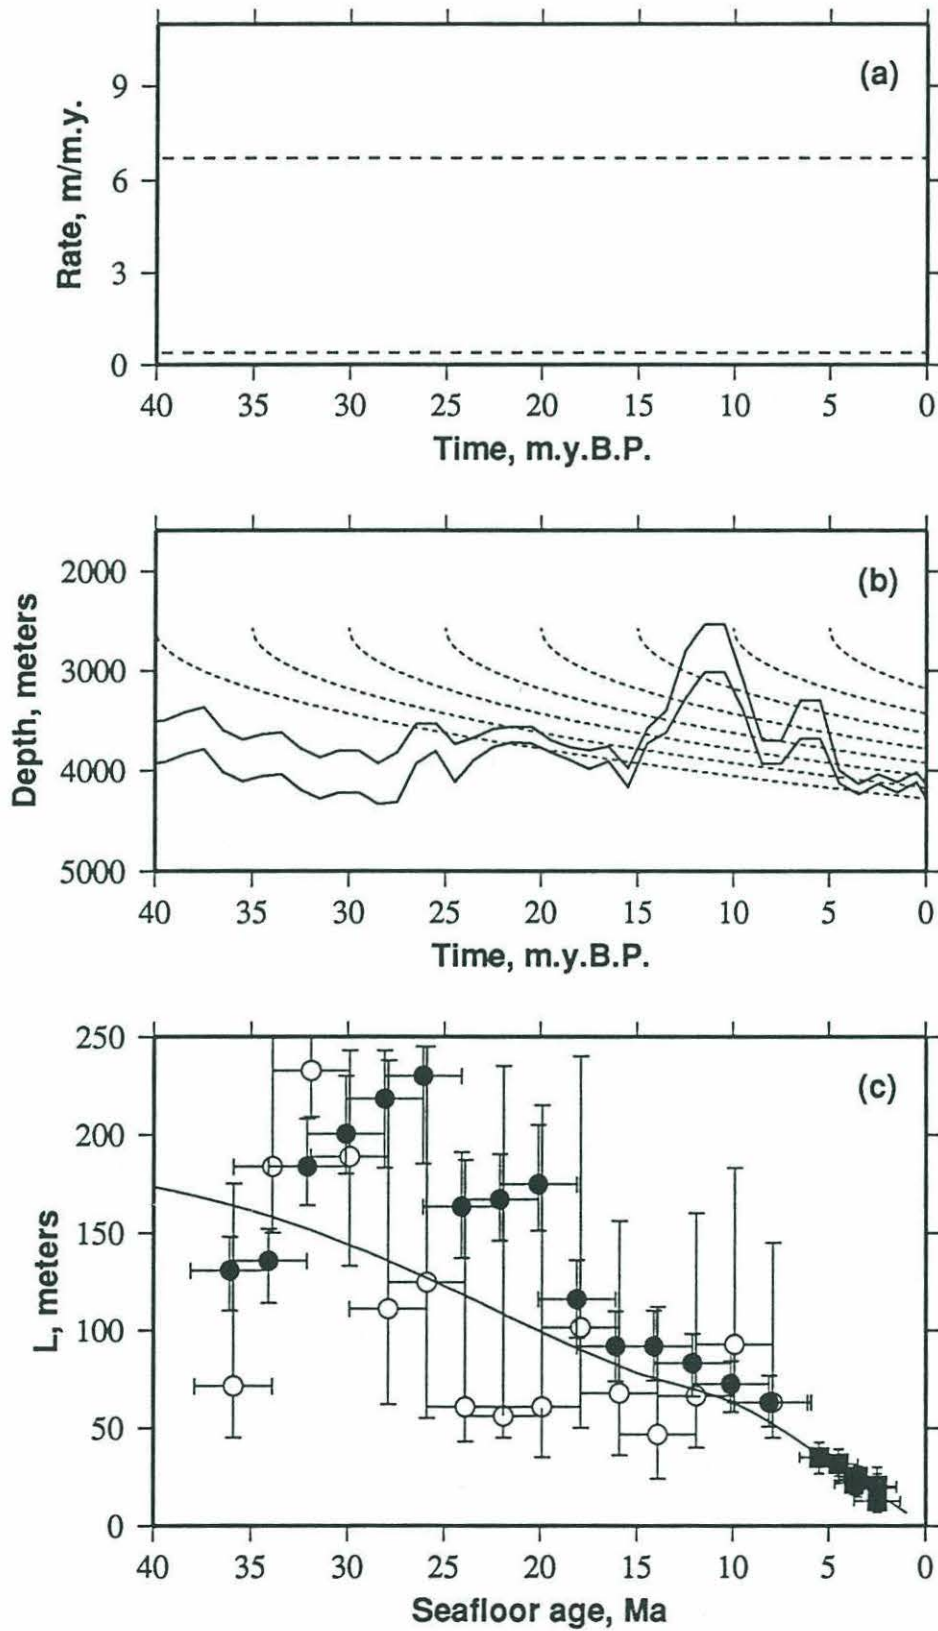 (a)
9
6
3
0
Rate, m/m.y.
40 35 30 25 20 15 10 5 0
Time, m.y.B.P.
(b)
2000
3000
4000
5000
Depth, meters
40 35 30 25 20 15 10 5 0
Time, m.y.B.P.
(c)
250
200
150
100
50
0
L, meters
40 35 30 25 20 15 10 5 0
Seafloor age, Ma